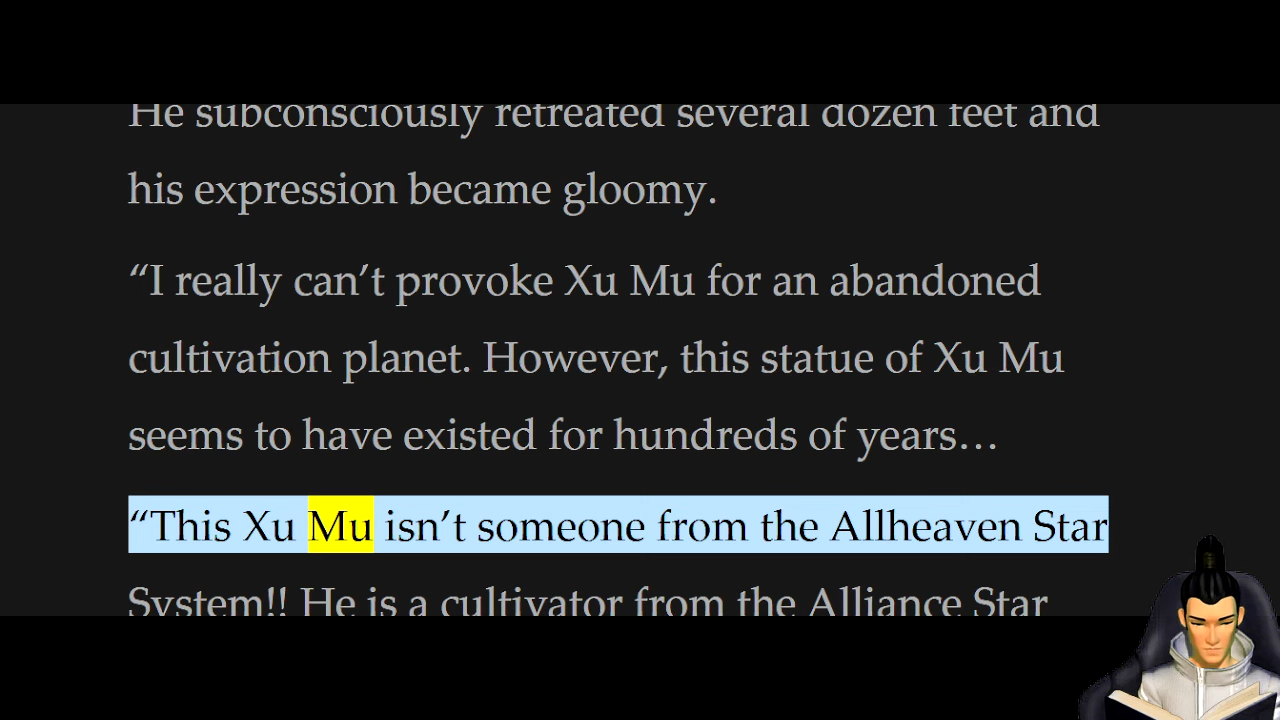 He subconsciously retreated several dozen feet and
his expression became gloomy.
“I really can’t provoke Xu Mu for an abandoned
cultivation planet. However, this statue of Xu Mu
seems to have existed for hundreds of years…
“This Xu Mu isn’t someone from the Allheaven Star
System!! He is a cultivator from the Alliance Star